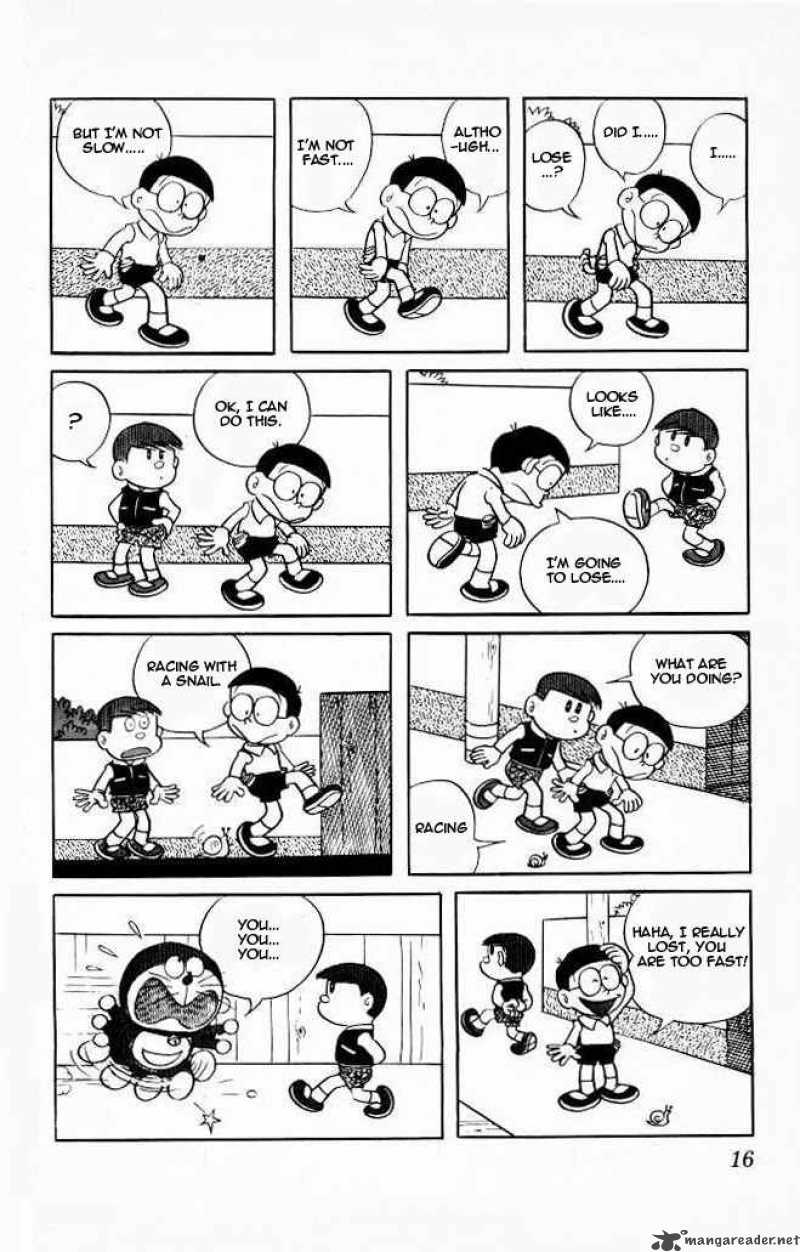 I.....
DID I.....
LOSE
...?
ALTHO
-UGH...
I'M NOT
FAST....
BUT I'M NOT
SLOW.....
LOOKS
LIKE....
I'M GOING
TO LOSE....
OK, I CAN
DO THIS.
?
WHAT ARE
YOU DOING?
RACING
RACING WITH
A SNAIL.
HAHA, I REALLY
LOST, YOU
ARE TOO FAST!
YOU...
YOU...
YOU...
16
mangareader.net